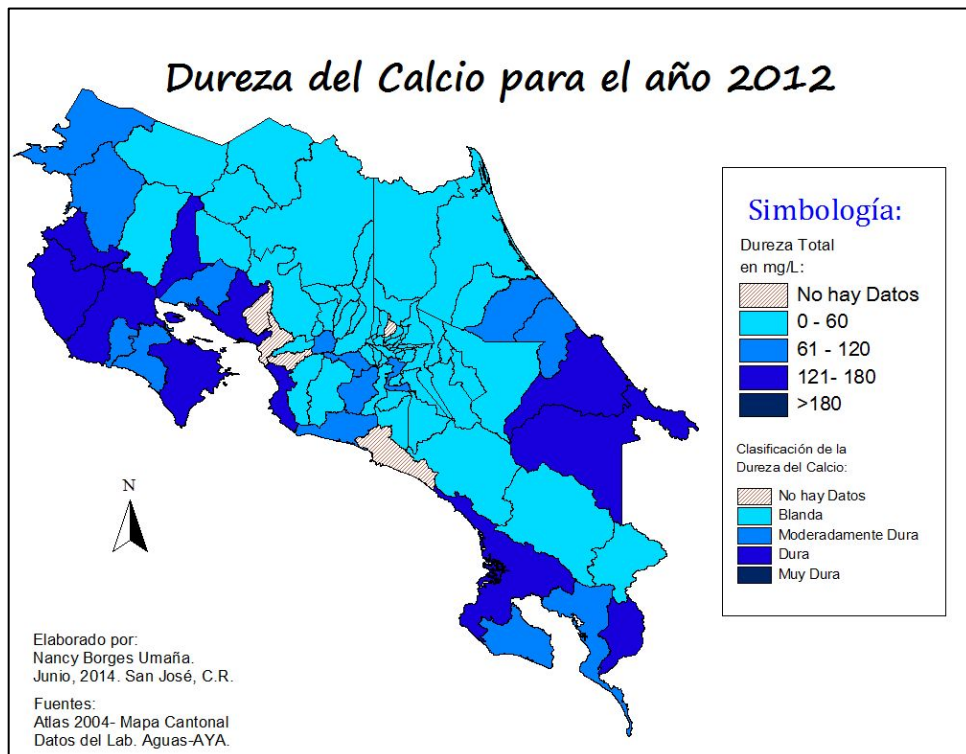 Dureza del Calcio para el año 2012
Simbología:
Dureza Total
en mg/L:
No hay Datos
0 - 60
61 - 120
121- 180
>180
Clasificación de la
Dureza del Calcio:
No hay Datos
Blanda
Moderadamente Dura
Dura
Muy Dura
N
Elaborado por:
Nancy Borges Umaña.
Junio, 2014. San José, C.R.
Fuentes:
Atlas 2004- Mapa Cantonal
Datos del Lab. Aguas-AYA.